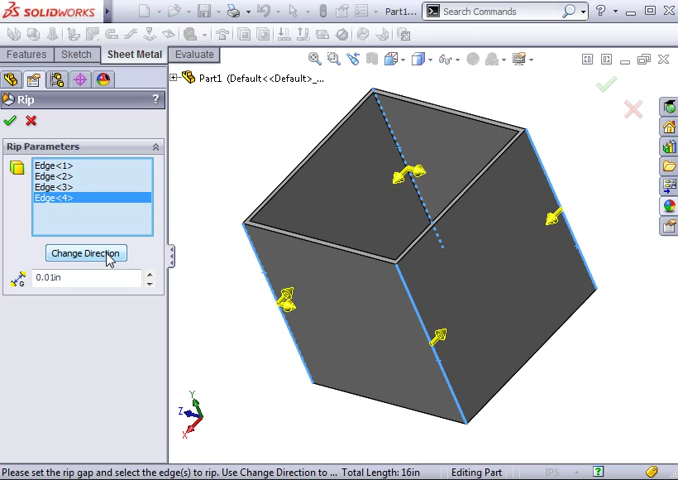 SOLIDWORKS
Part1...
Search Commands
?
Features
Sketch
Sheet Metal
Evaluate
Part1 (Default<<Default>_...
Rip
?
Rip Parameters
Edge<1>
Edge<2>
Edge<3>
Edge<4>
Change Direction
G
0.01in
Y
Z
X
Please set the rip gap and select the edge(s) to rip. Use Change Direction to ... Total Length: 16in
Editing Part
IPS
?